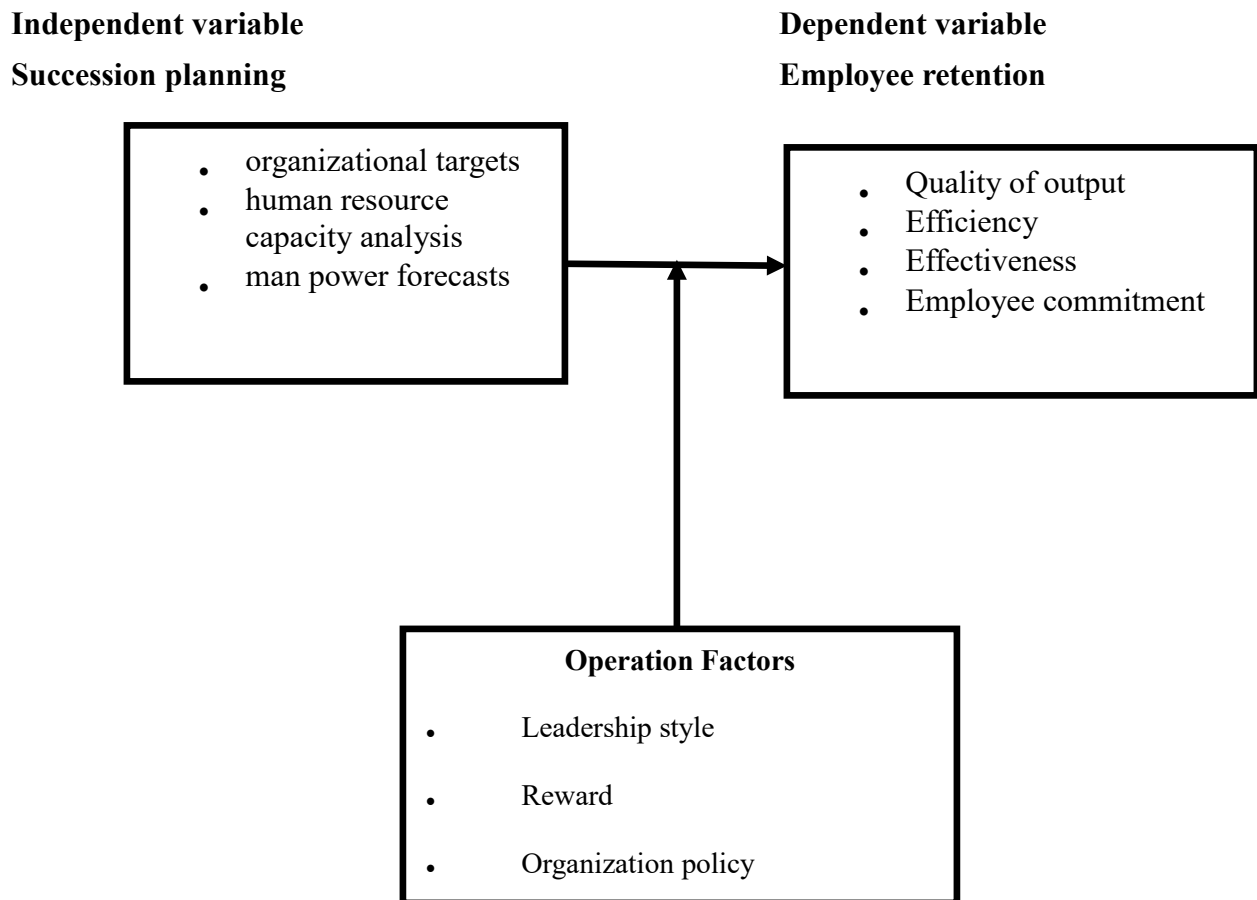 Independent variable
Dependent variable
Succession planning
Employee retention
• organizational targets
• human resource
capacity analysis
• man power forecasts
• Quality of output
• Efficiency
• Effectiveness
• Employee commitment
Operation Factors
• Leadership style
• Reward
• Organization policy